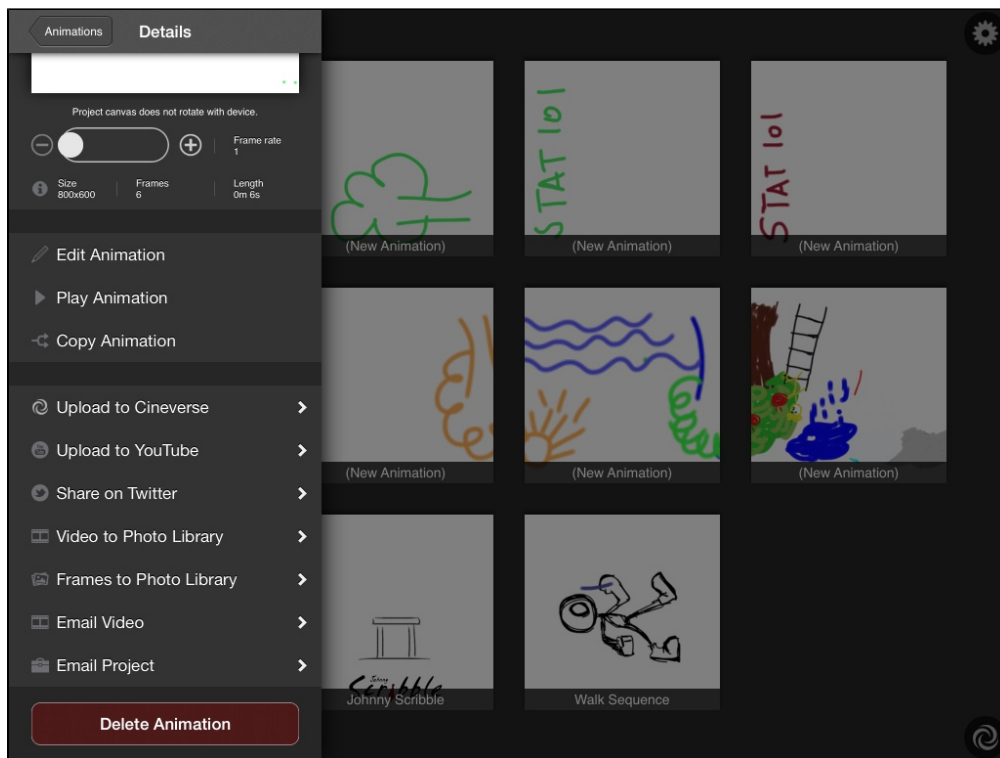 Animations
Details
Project canvas does not rotate with device.
Frame rate
1
Size
800x600
Frames
6
Length
0m 6s
Edit Animation
Play Animation
Copy Animation
Upload to Cineverse
Upload to YouTube
Share on Twitter
Video to Photo Library
Frames to Photo Library
Email Video
Email Project
Delete Animation
(New Animation)
STAT 101
(New Animation)
STAT 101
(New Animation)
(New Animation)
(New Animation)
(New Animation)
Johnny
Scribble
Johnny Scribble
Walk Sequence